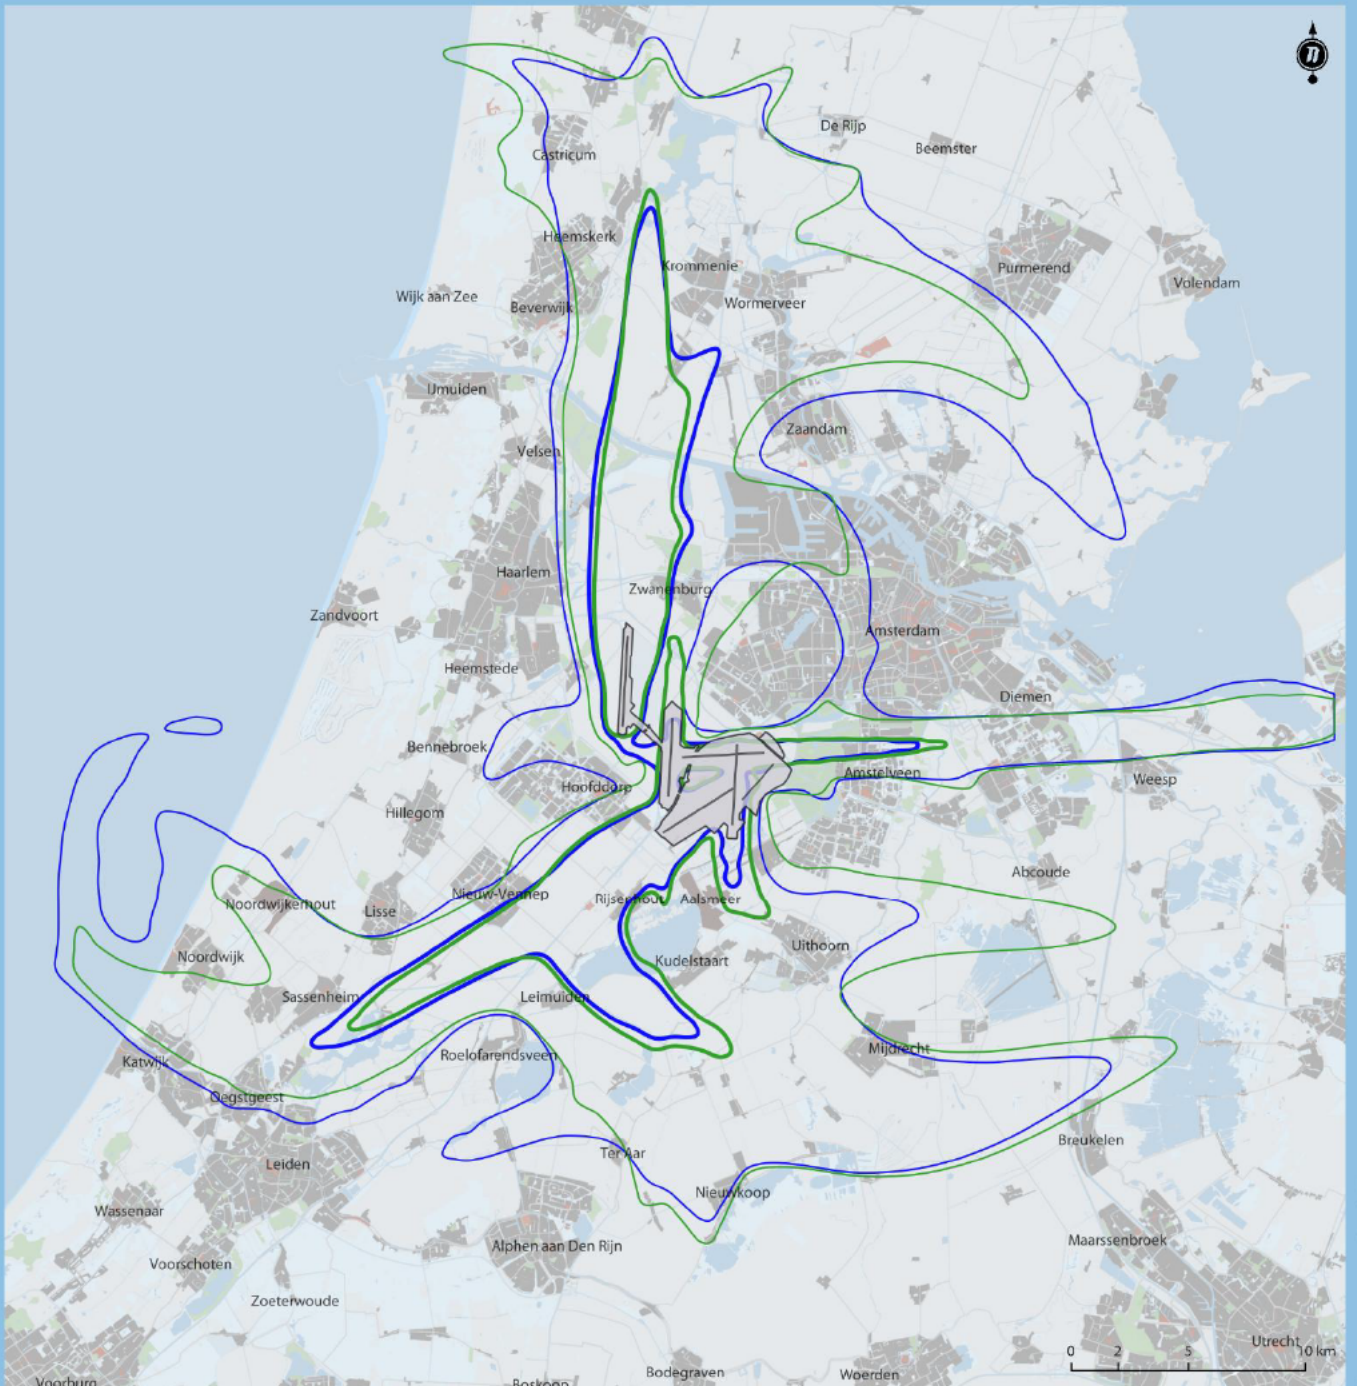 De Rijp
Beemster
Castricum
Heemskerk
Krommenie
Purmerend
Volendam
Wijk aan Zee
Beverwijk
Wormerveer
IJmuiden
Zaandam
Velsen
Haarlem
Zwanenburg
Zandvoort
Amsterdam
Heemstede
Diemen
Bennebroek
Amstelveen
Weesp
Hoofddorp
Hillegom
Abcoude
Nieuw-Vennep
Rijsenhout
Aalsmeer
Noordwijkerhout
Lisse
Uithoorn
Noordwijk
Kudelstaart
Sassenheim
Leimuiden
Mijdrecht
Katwijk
Roelofarendsveen
Oegstgeest
Breukelen
Ter Aar
Leiden
Nieuwkoop
Wassenaar
Maarssenbroek
Alphen aan Den Rijn
Voorschoten
Zoeterwoude
Utrecht
0 2 5 10 km
Bodegraven
Woerden
Voorburg
Boskoop